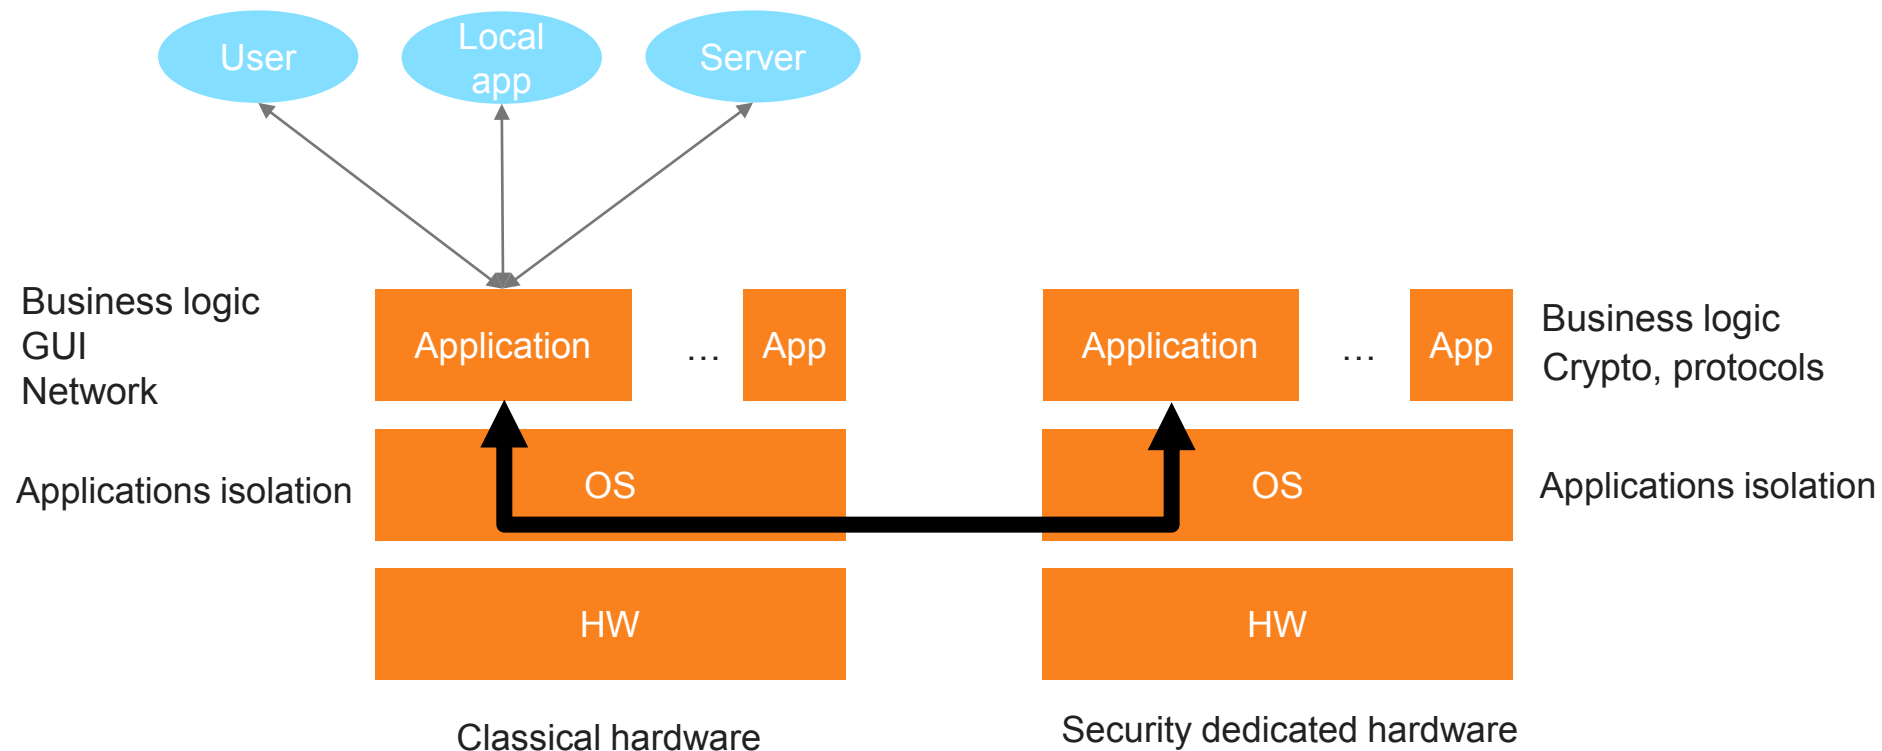 User
Local
app
Server
Business logic
GUI
Network
Application
…
App
Application
…
App
Business logic
Crypto, protocols
Applications isolation
OS
OS
Applications isolation
HW
HW
Classical hardware
Security dedicated hardware